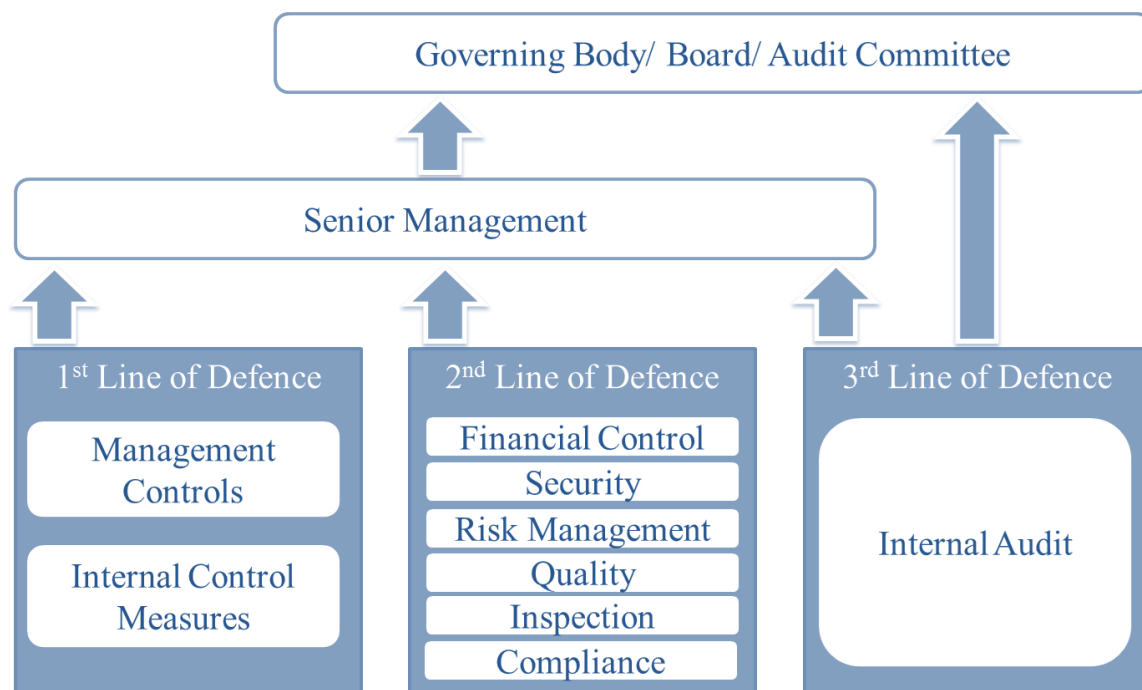 Governing Body/ Board/ Audit Committee
Senior Management
1st Line of Defence
Management
Controls
Internal Control
Measures
2nd Line of Defence
Financial Control
Security
Risk Management
Quality
Inspection
Compliance
3rd Line of Defence
Internal Audit